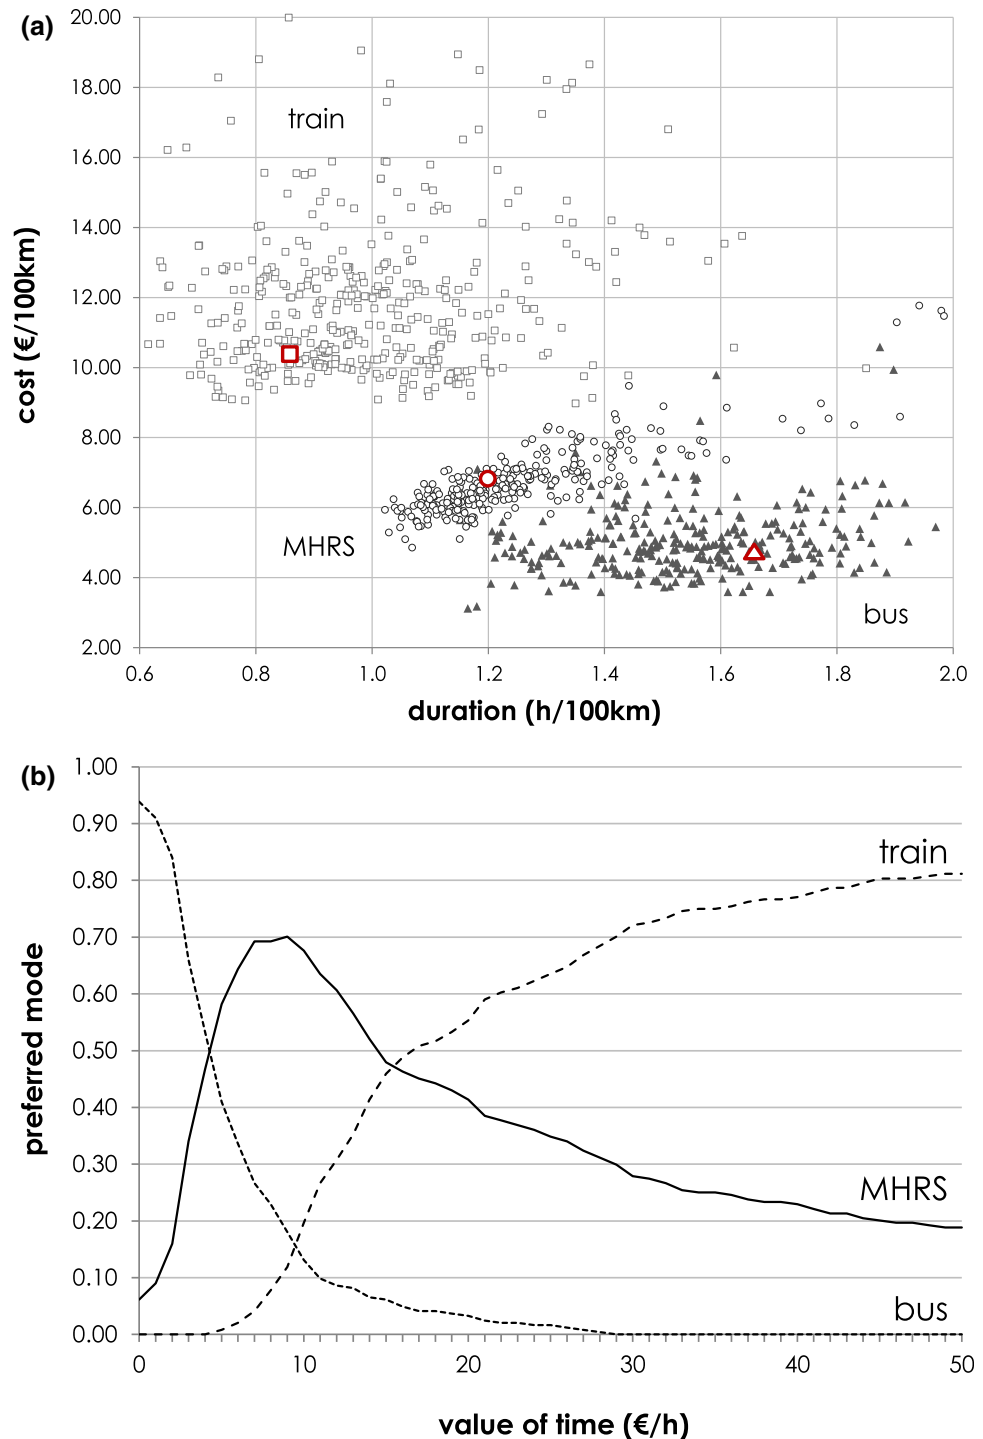 (a)
20.00
18.00
16.00
14.00
12.00
10.00
8.00
6.00
4.00
2.00
cost (€/100km)
train
MHRS
bus
0.6 0.8 1.0 1.2 1.4 1.6 1.8 2.0
duration (h/100km)
(b)
1.00
0.90
0.80
0.70
0.60
0.50
0.40
0.30
0.20
0.10
0.00
preferred mode
train
MHRS
bus
0 10 20 30 40 50
value of time (€/h)